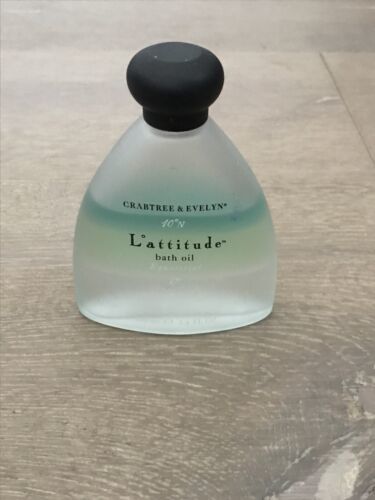 CRABTREE & EVELYN®
10°N
L°attitude™
bath oil